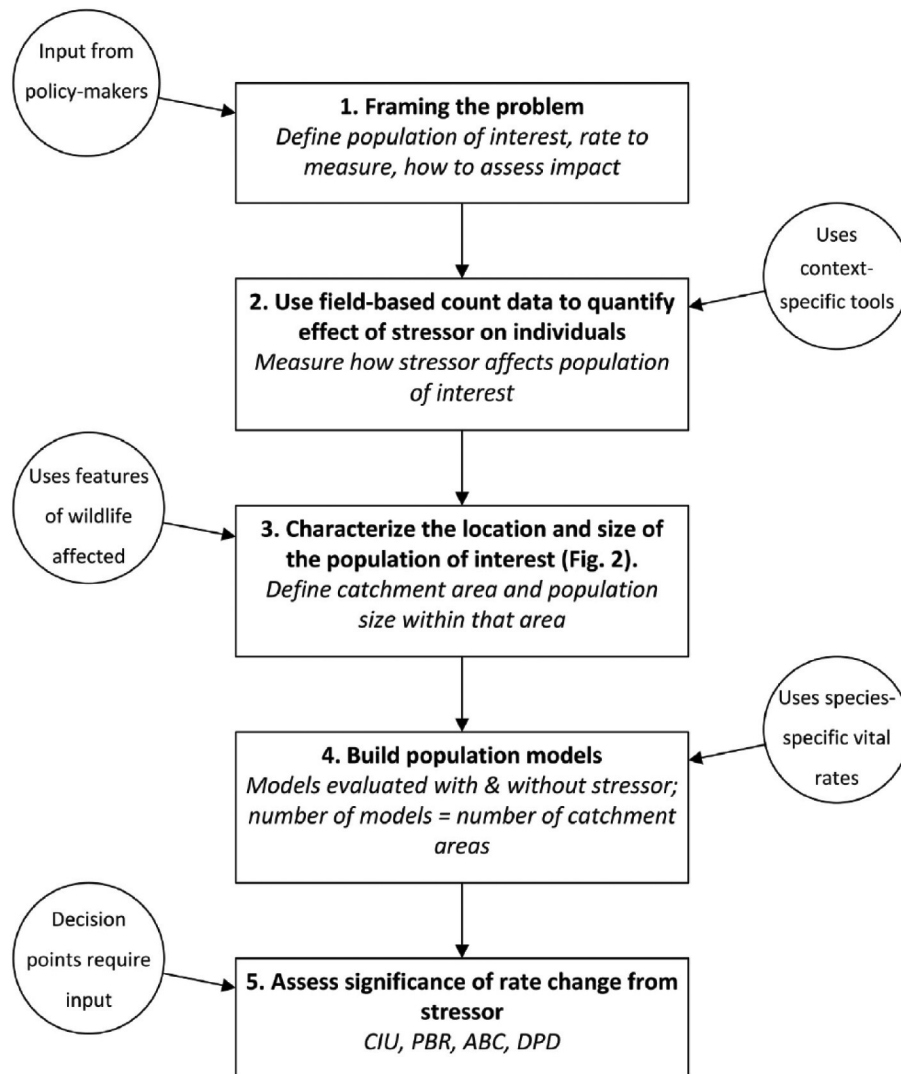 Input from
policy-makers
1. Framing the problem
Define population of interest, rate to
measure, how to assess impact
Uses
context-
specific tools
2. Use field-based count data to quantify
effect of stressor on individuals
Measure how stressor affects population
of interest
Uses features
of wildlife
affected
3. Characterize the location and size of
the population of interest (Fig. 2).
Define catchment area and population
size within that area
Uses species-
specific vital
rates
4. Build population models
Models evaluated with & without stressor;
number of models = number of catchment
areas
Decision
points require
input
5. Assess significance of rate change from
stressor
CIU, PBR, ABC, DPD